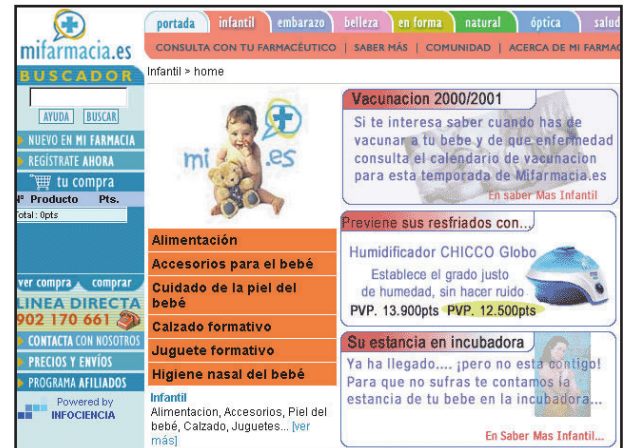 mifarmacia.es
portada infantil embarazo belleza en forma natural óptica salud
CONSULTA CON TU FARMACÉUTICO | SABER MÁS | COMUNIDAD | ACERCA DE MI FARMAC
BUSCADOR
AYUDA BUSCAR
NUEVO EN MI FARMACIA
REGÍSTRATE AHORA
tu compra
Nº Producto Pts.
Total: 0pts
ver compra comprar
LINEA DIRECTA
902 170 661
CONTACTA CON NOSOTROS
PRECIOS Y ENVÍOS
PROGRAMA AFILIADOS
Powered by
INFOCIENCIA
Infantil > home
mi .es
Alimentación
Accesorios para el bebé
Cuidado de la piel del
bebé
Calzado formativo
Juguete formativo
Higiene nasal del bebé
Infantil
Alimentacion, Accesorios, Piel del
bebé, Calzado, Juguetes... [ver
más]
Vacunacion 2000/2001
Si te interesa saber cuando has de
vacunar a tu bebe y de que enfermedad
consulta el calendario de vacunacion
para esta temporada de Mifarmacia.es
En saber Mas Infantil
Previene sus resfriados con...
Humidificador CHICCO Globo
Establece el grado justo
de humedad, sin hacer ruido
PVP. 13.900pts PVP. 12.500pts
Su estancia en incubadora
Ya ha llegado.... ¡pero no esta contigo!
Para que no sufras te contamos la
estancia de tu bebe en la incubadora...
En Saber Mas Infantil...